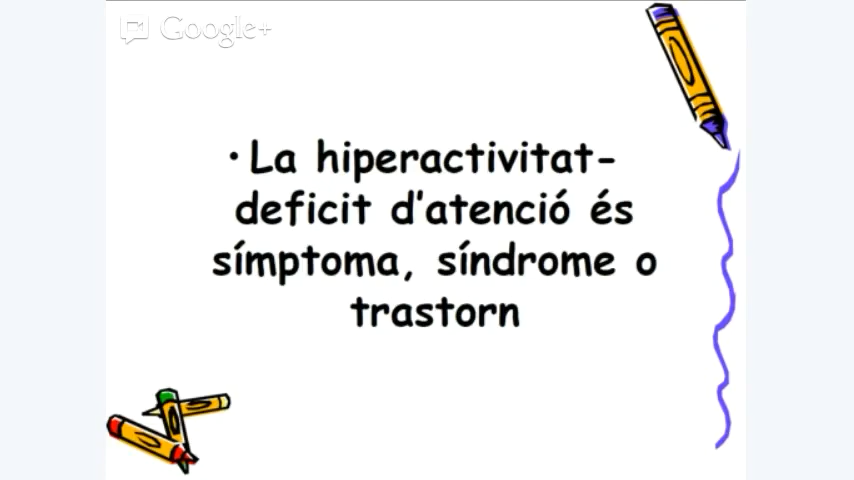 Google+
• La hiperactivitat-
deficit d'atenció és
símptoma, síndrome o
trastorn